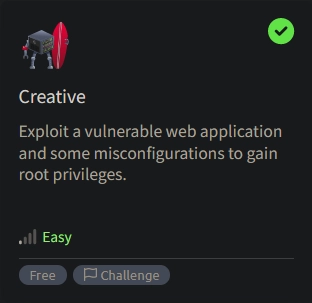 Creative
Exploit a vulnerable web application
and some misconfigurations to gain
root privileges.
Easy
Free Challenge